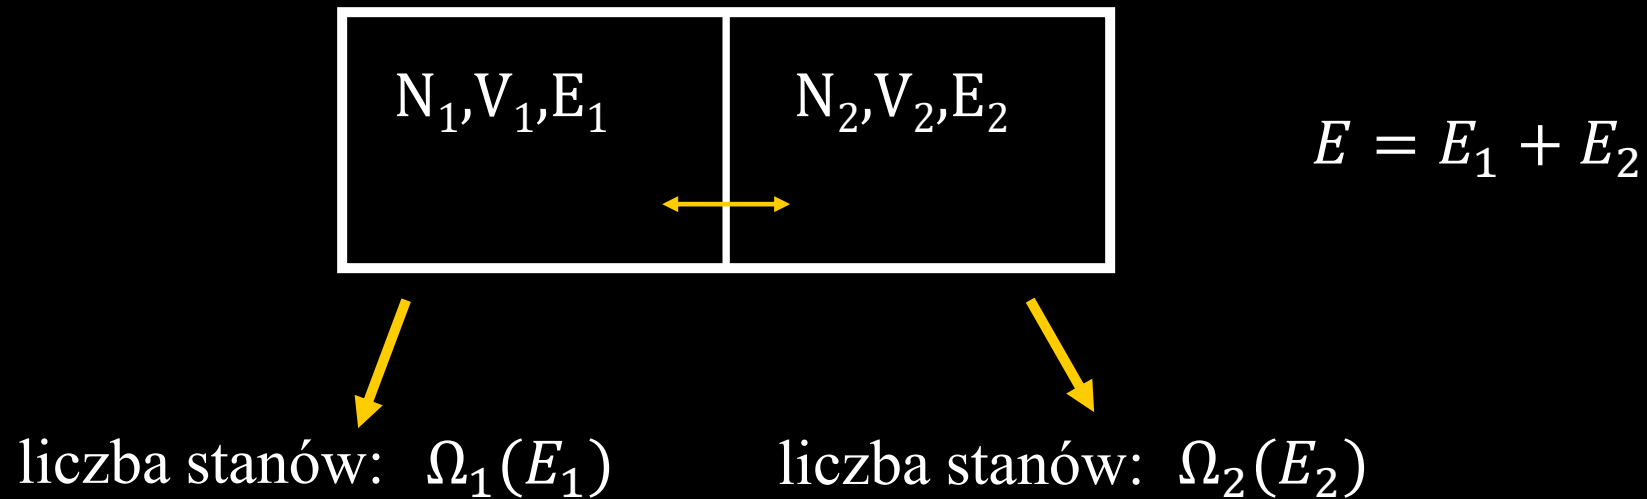 N₁,V₁,E₁
N₂,V₂,E₂
E = E₁ + E₂
liczba stanów: Ω₁(E₁)
liczba stanów: Ω₂(E₂)